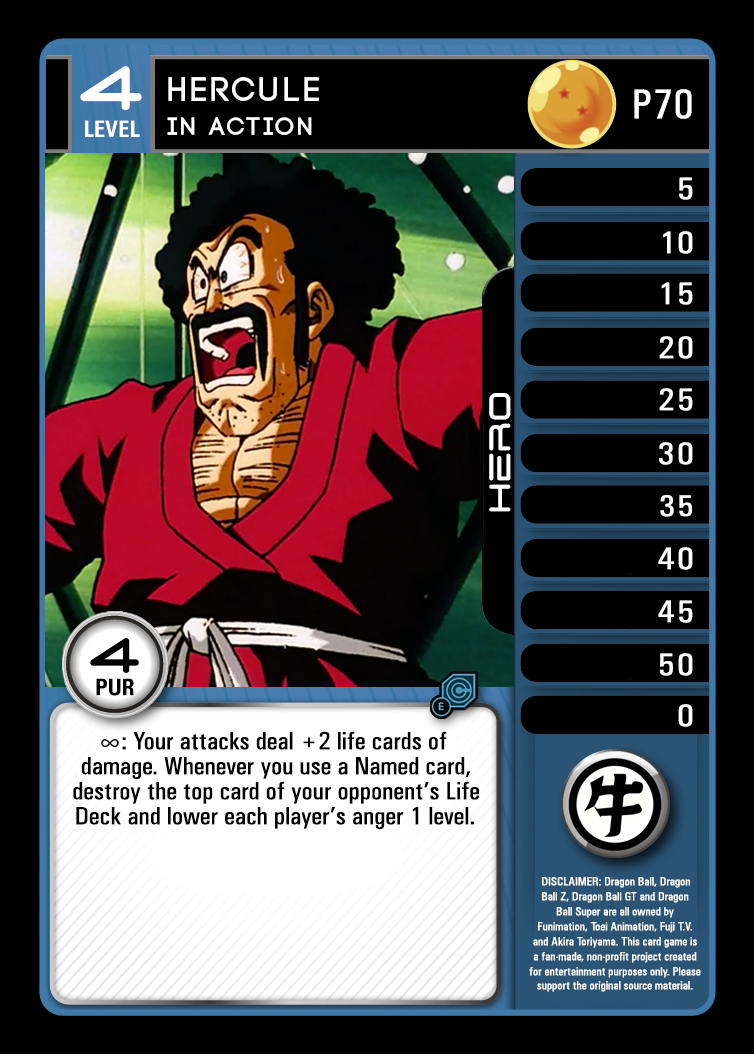 4
LEVEL
HERCULE
IN ACTION
P70
5
10
15
20
25
30
35
40
45
50
0
HERO
4
PUR
E
∞: Your attacks deal +2 life cards of
damage. Whenever you use a Named card,
destroy the top card of your opponent's Life
Deck and lower each player's anger 1 level.
牛
DISCLAIMER: Dragon Ball, Dragon
Ball Z, Dragon Ball GT and Dragon
Ball Super are all owned by
Funimation, Toei Animation, Fuji T.V.
and Akira Toriyama. This card game is
a fan-made, non-profit project created
for entertainment purposes only. Please
support the original source material.